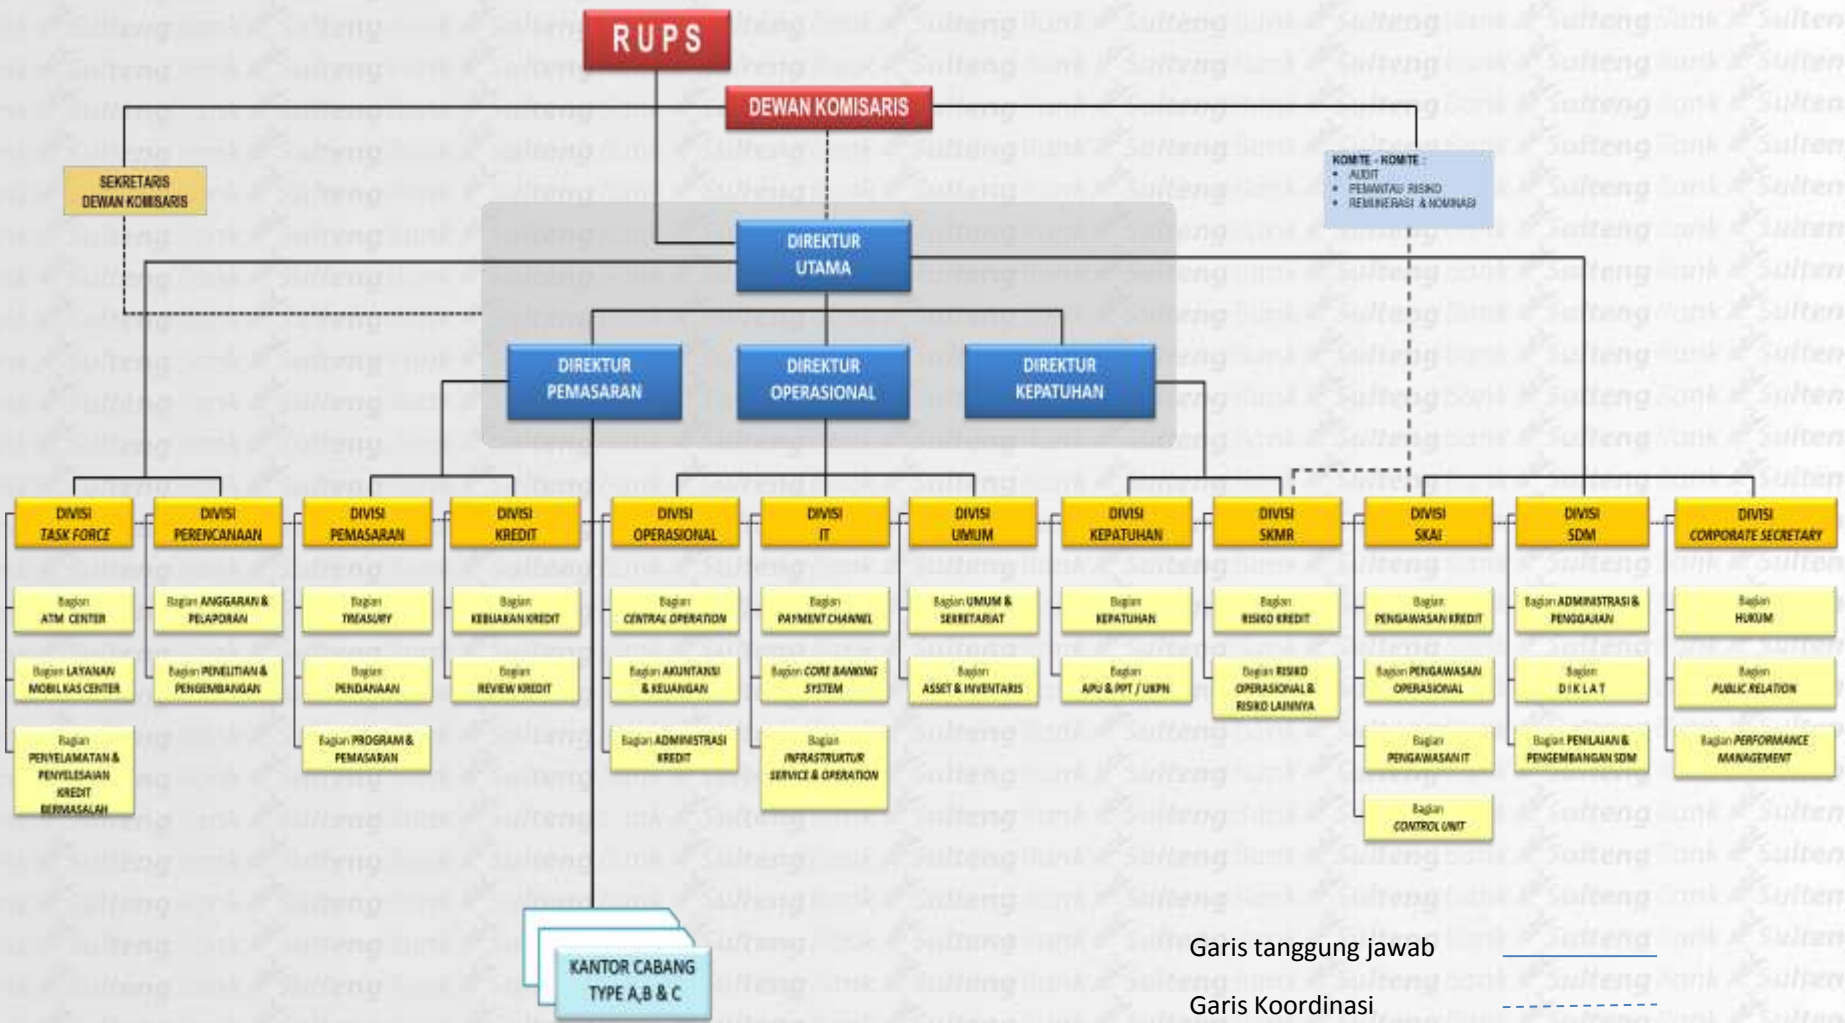 RUPS
DEWAN KOMISARIS
SEKRETARIS
DEWAN KOMISARIS
KOMITE - KOMITE :
• AUDIT
• PEMANTAU RISIKO
• REMUNERASI & NOMINASI
DIREKTUR
UTAMA
DIREKTUR
PEMASARAN
DIREKTUR
OPERASIONAL
DIREKTUR
KEPATUHAN
DIVISI
TASK FORCE
Bagian
ATM CENTER
Bagian LAYANAN
MOBIL KAS CENTER
Bagian
PENYELAMATAN &
PENYELESAIAN
KREDIT
BERMASALAH
DIVISI
PERENCANAAN
Bagian ANGGARAN &
PELAPORAN
Bagian PENELITIAN &
PENGEMBANGAN
DIVISI
PEMASARAN
Bagian
TREASURY
Bagian
PENDANAAN
Bagian PROGRAM &
PEMASARAN
DIVISI
KREDIT
Bagian
KEBIJAKAN KREDIT
Bagian
REVIEW KREDIT
DIVISI
OPERASIONAL
Bagian
CENTRAL OPERATION
Bagian AKUNTANSI
& KEUANGAN
Bagian ADMINISTRASI
KREDIT
DIVISI
IT
Bagian
PAYMENT CHANNEL
Bagian CORE BANKING
SYSTEM
Bagian
INFRASTRUKTUR
SERVICE & OPERATION
DIVISI
UMUM
Bagian UMUM &
SEKRETARIAT
Bagian
ASSET & INVENTARIS
DIVISI
KEPATUHAN
Bagian
KEPATUHAN
Bagian
APU & PPT / UKPN
DIVISI
SKMR
Bagian
RISIKO KREDIT
Bagian RISIKO
OPERASIONAL &
RISIKO LAINNYA
DIVISI
SKAI
Bagian
PENGAWASAN KREDIT
Bagian PENGAWASAN
OPERASIONAL
Bagian
PENGAWASAN IT
Bagian
CONTROL UNIT
DIVISI
SDM
Bagian ADMINISTRASI &
PENGGAJIAN
Bagian
D I K L A T
Bagian PENILAIAN &
PENGEMBANGAN SDM
DIVISI
CORPORATE SECRETARY
Bagian
HUKUM
Bagian
PUBLIC RELATION
Bagian PERFORMANCE
MANAGEMENT
KANTOR CABANG
TYPE A,B & C
Garis tanggung jawab
Garis Koordinasi